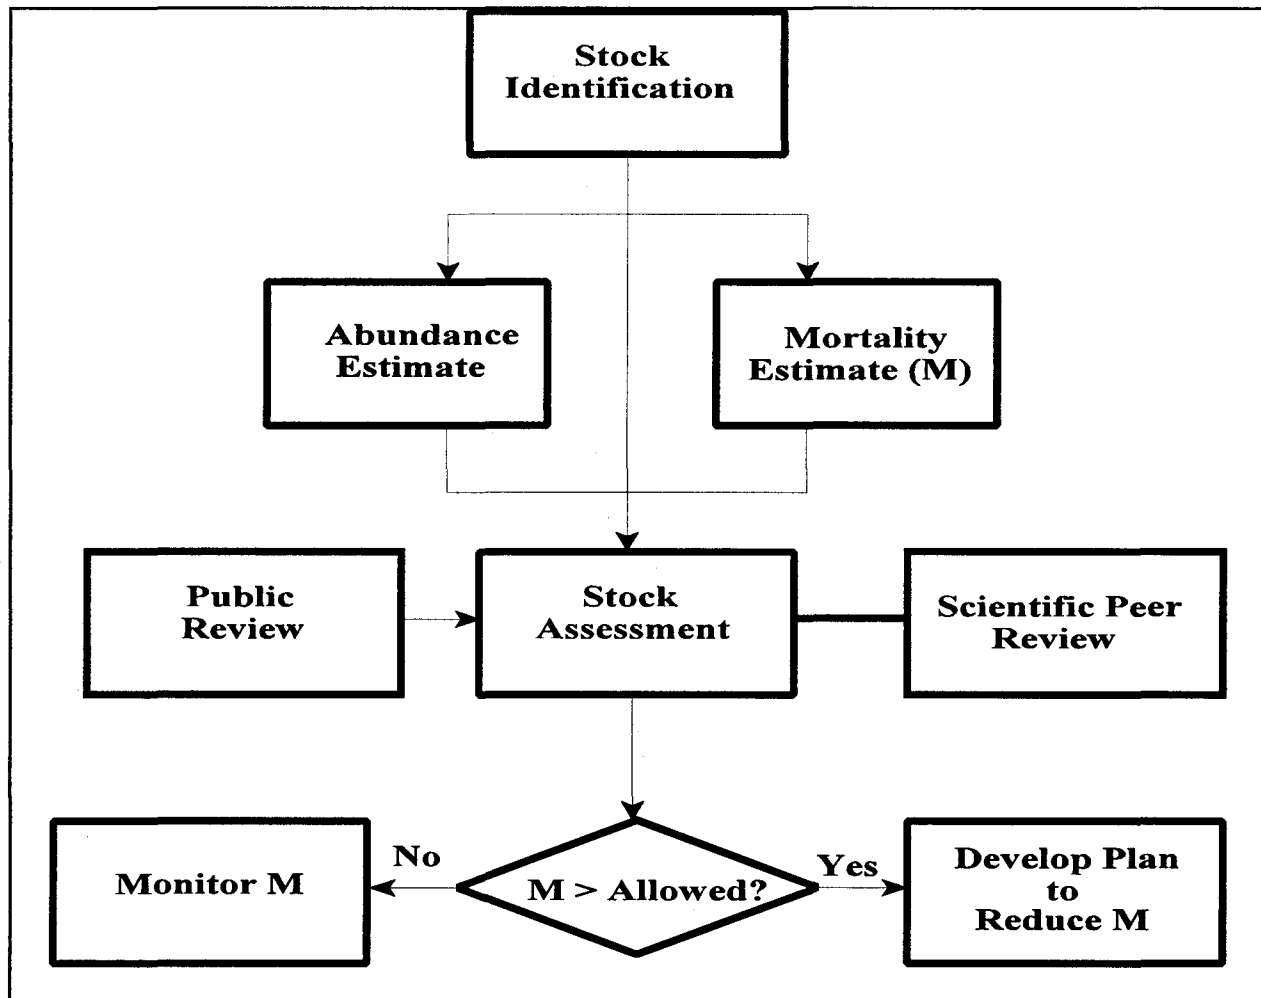 Stock
Identification
Abundance
Estimate
Mortality
Estimate (M)
Public
Review
Stock
Assessment
Scientific Peer
Review
Monitor M
No
M > Allowed?
Yes
Develop Plan
to
Reduce M